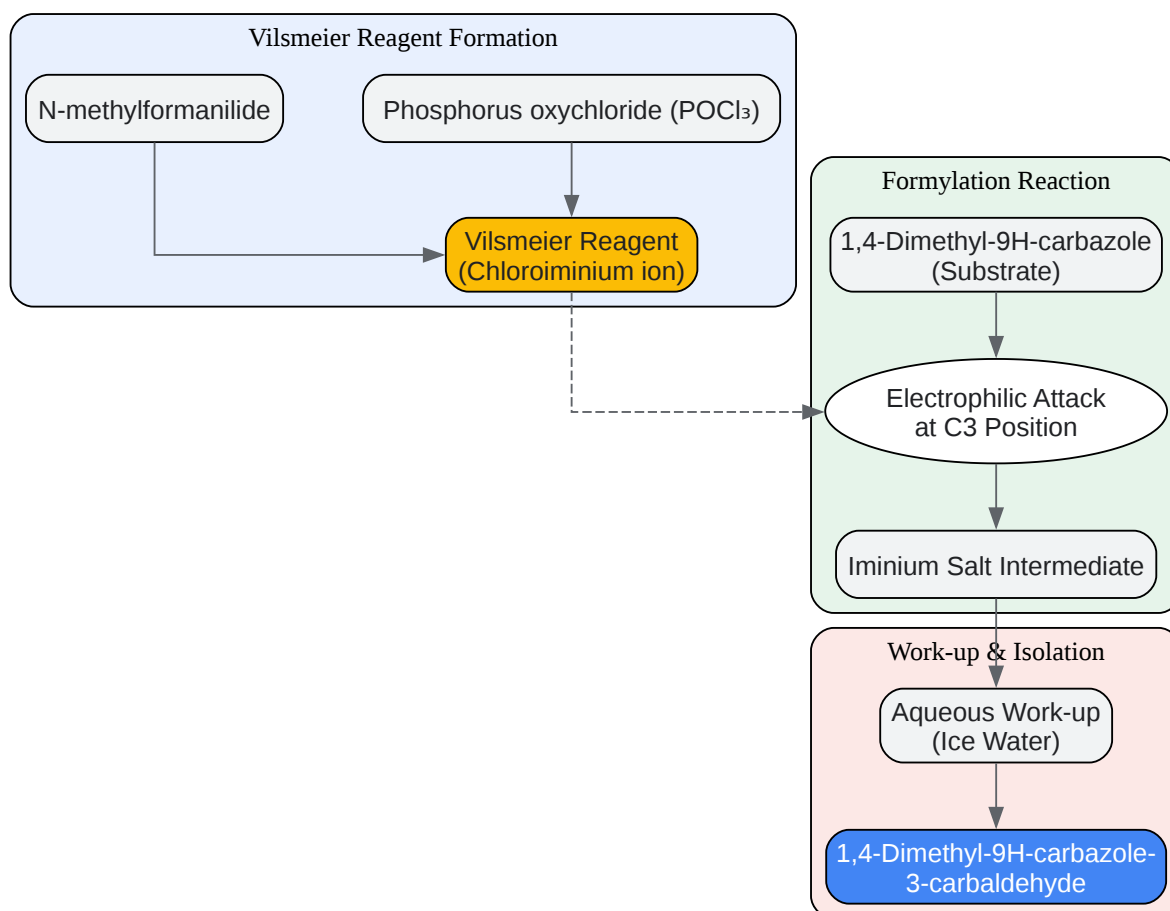 Vilsmeier Reagent Formation
N-methylformanilide
Phosphorus oxychloride (POCl₃)
Vilsmeier Reagent
(Chloroiminium ion)
Formylation Reaction
1,4-Dimethyl-9H-carbazole
(Substrate)
Electrophilic Attack
at C3 Position
Iminium Salt Intermediate
Work-up & Isolation
Aqueous Work-up
(Ice Water)
1,4-Dimethyl-9H-carbazole-
3-carbaldehyde